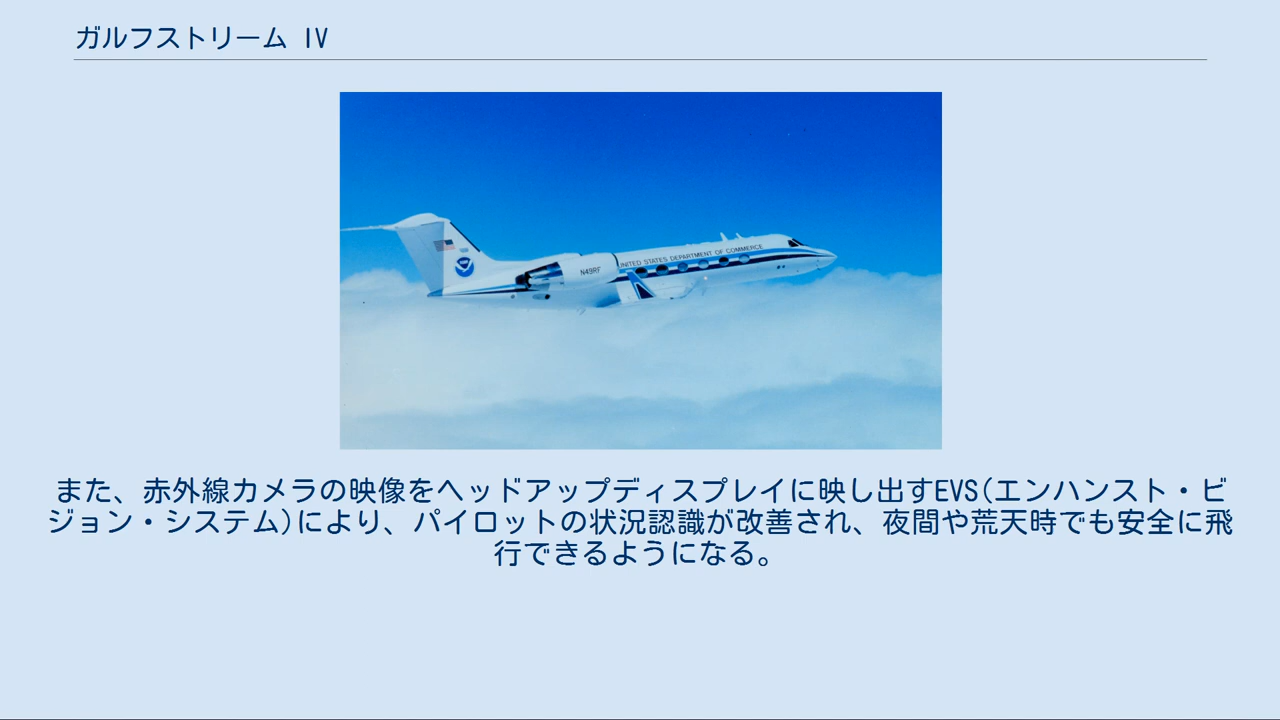 ガルフストリーム IV
UNITED STATES DEPARTMENT OF COMMERCE
N49RF
また、赤外線カメラの映像をヘッドアップディスプレイに映し出すEVS(エンハンスト・ビ
ジョン・システム)により、パイロットの状況認識が改善され、夜間や荒天時でも安全に飛
行できるようになる。